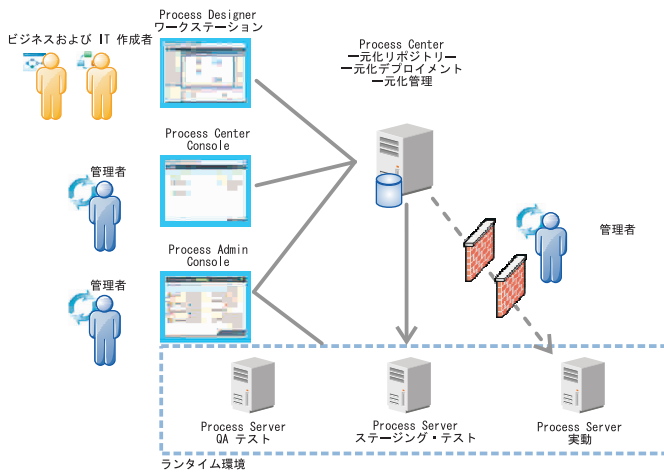 Process Designer
ワークステーション
ビジネスおよび IT 作成者
Process Center
一元化リポジトリー
一元化デプロイメント
一元化管理
Process Center
Console
管理者
管理者
Process Admin
Console
管理者
Process Server
QA テスト
Process Server
ステージング・テスト
Process Server
実動
ランタイム環境